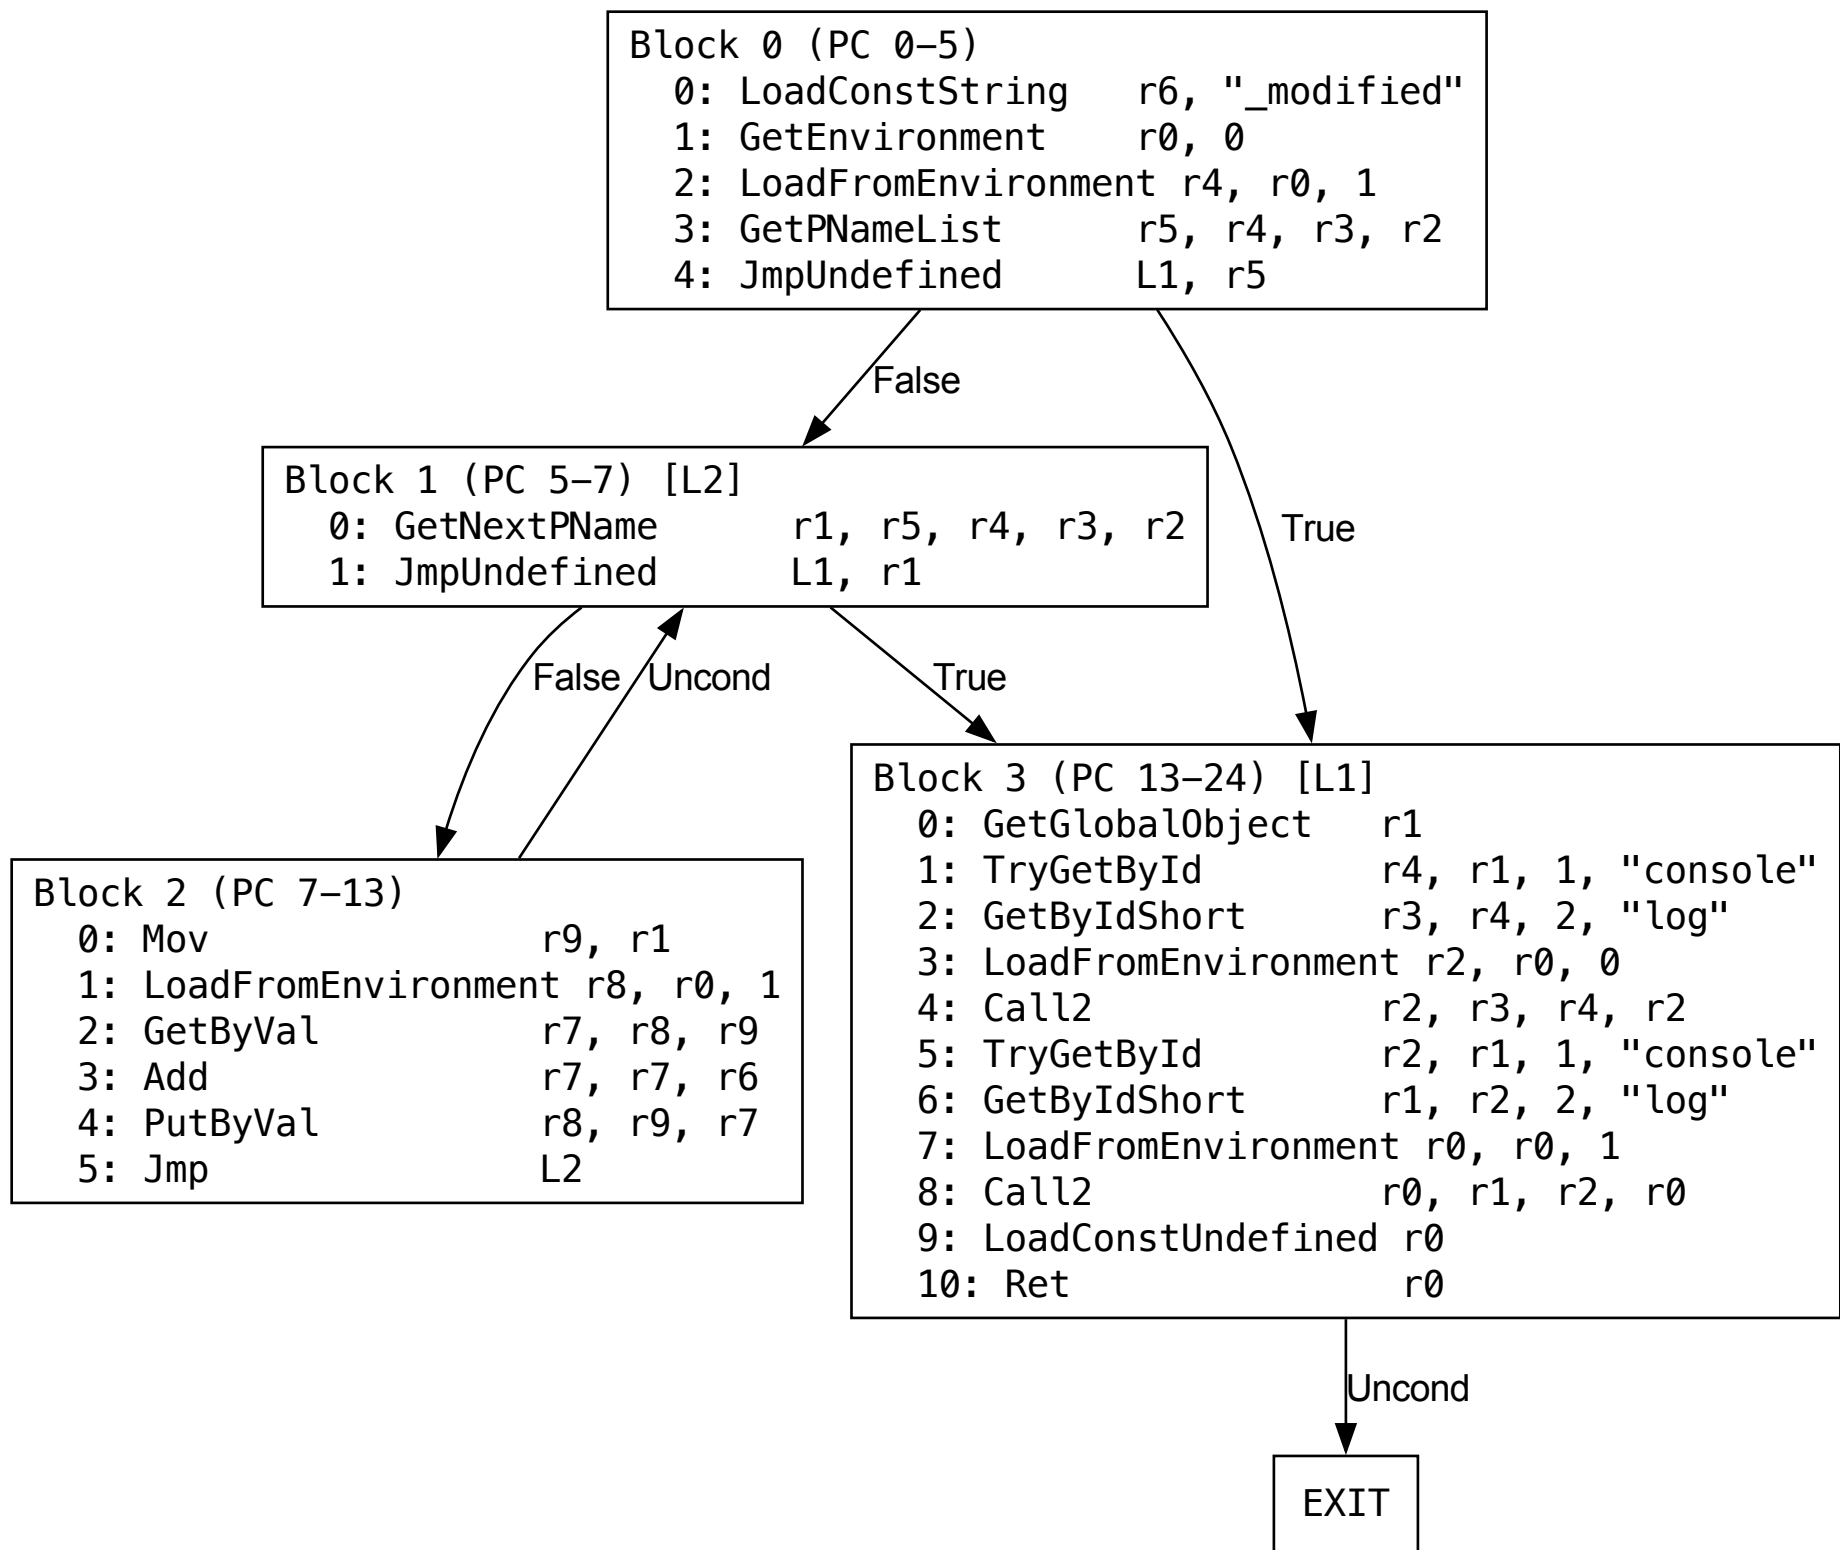 Block 0 (PC 0–5)
0: LoadConstString r6, "_modified"
1: GetEnvironment r0, 0
2: LoadFromEnvironment r4, r0, 1
3: GetPNameList r5, r4, r3, r2
4: JmpUndefined L1, r5
False
True
Block 1 (PC 5–7) [L2]
0: GetNextPName r1, r5, r4, r3, r2
1: JmpUndefined L1, r1
False
Uncond
True
Block 2 (PC 7–13)
0: Mov r9, r1
1: LoadFromEnvironment r8, r0, 1
2: GetByVal r7, r8, r9
3: Add r7, r7, r6
4: PutByVal r8, r9, r7
5: Jmp L2
Block 3 (PC 13–24) [L1]
0: GetGlobalObject r1
1: TryGetById r4, r1, 1, "console"
2: GetByIdShort r3, r4, 2, "log"
3: LoadFromEnvironment r2, r0, 0
4: Call2 r2, r3, r4, r2
5: TryGetById r2, r1, 1, "console"
6: GetByIdShort r1, r2, 2, "log"
7: LoadFromEnvironment r0, r0, 1
8: Call2 r0, r1, r2, r0
9: LoadConstUndefined r0
10: Ret r0
Uncond
EXIT